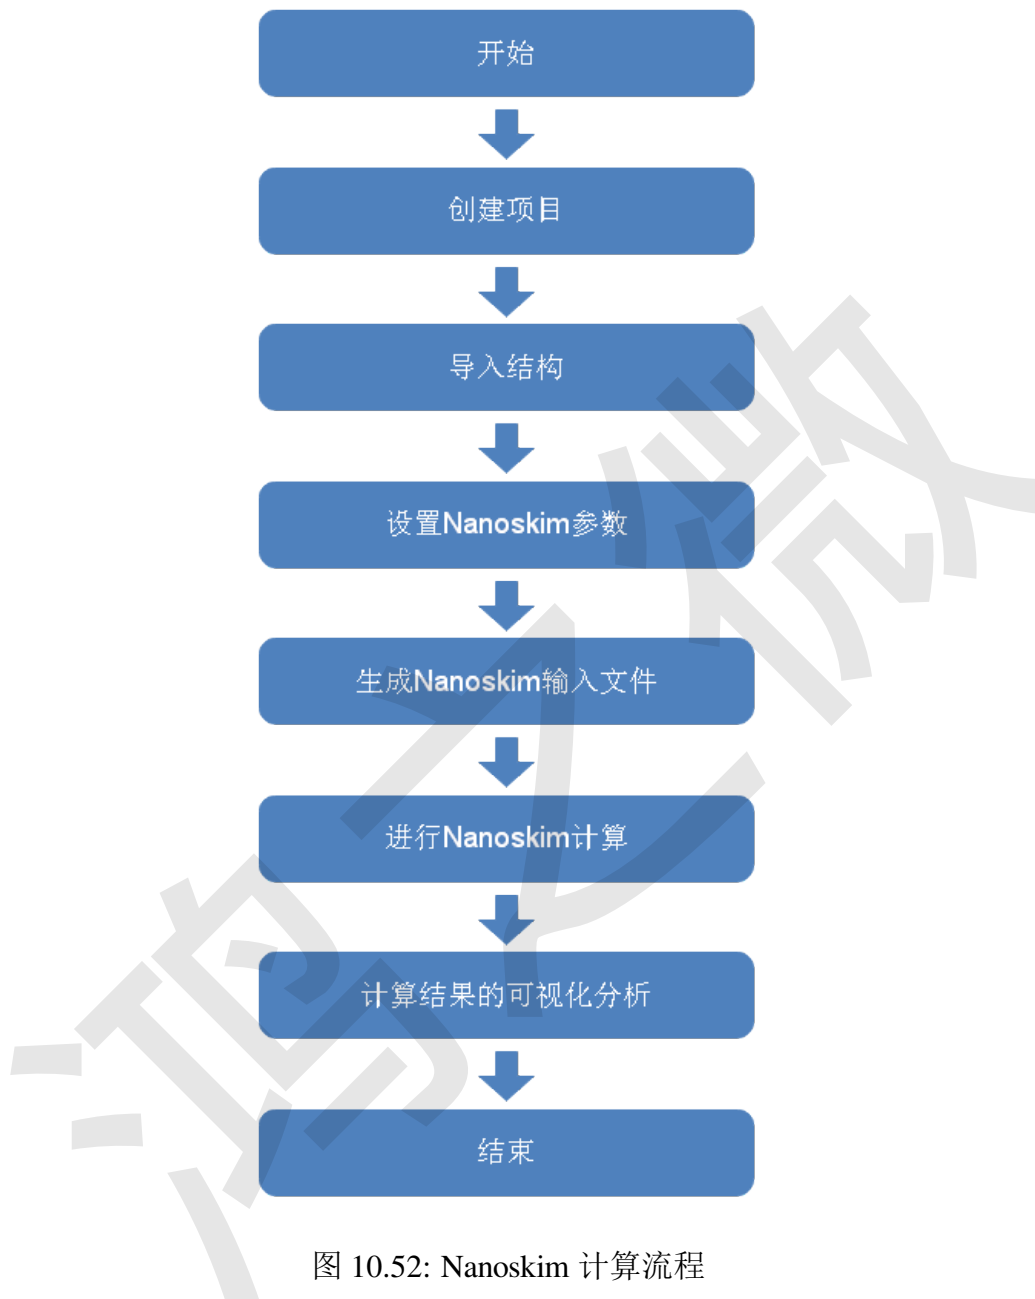 开始
创建项目
导入结构
设置Nanoskim参数
生成Nanoskim输入文件
进行Nanoskim计算
计算结果的可视化分析
结束
图 10.52: Nanoskim 计算流程
鸿之微